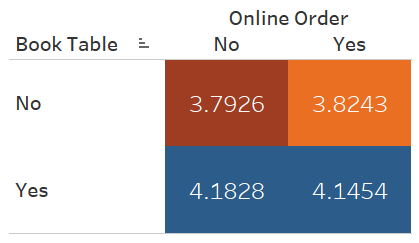 Online Order
Book Table No Yes
No 3.7926 3.8243
Yes 4.1828 4.1454